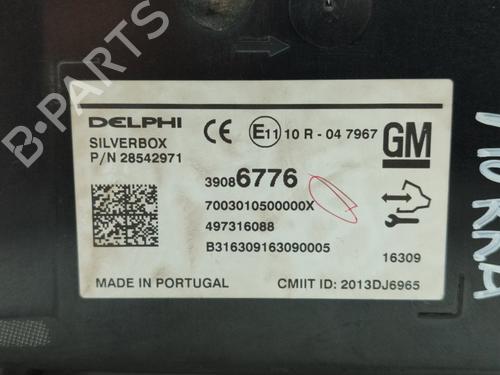 B-PARTS
DELPHI
SILVERBOX
P/N 28542971
CE E11 10 R - 04 7967
GM
39086776
7003010500000X
497316088
B316309163090005
16309
MADE IN PORTUGAL
CMIIT ID: 2013DJ6965